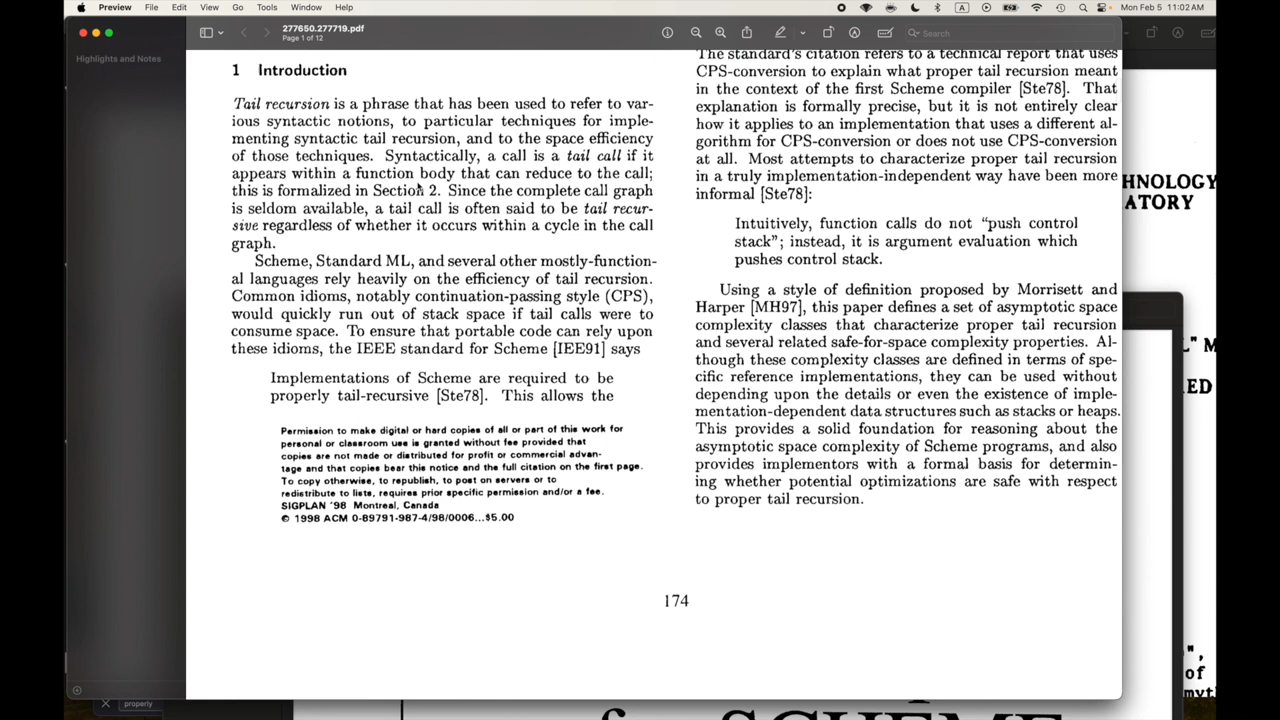 Preview File Edit View Go Tools Window Help Mon Feb 5 11:02 AM
277650.277719.pdf
Page 1 of 12
Search
Highlights and Notes
1 Introduction
Tail recursion is a phrase that has been used to refer to var-
ious syntactic notions, to particular techniques for imple-
menting syntactic tail recursion, and to the space efficiency
of those techniques. Syntactically, a call is a tail call if it
appears within a function body that can reduce to the call;
this is formalized in Section 2. Since the complete call graph
is seldom available, a tail call is often said to be tail recur-
sive regardless of whether it occurs within a cycle in the call
graph.
Scheme, Standard ML, and several other mostly-function-
al languages rely heavily on the efficiency of tail recursion.
Common idioms, notably continuation-passing style (CPS),
would quickly run out of stack space if tail calls were to
consume space. To ensure that portable code can rely upon
these idioms, the IEEE standard for Scheme [IEE91] says
Implementations of Scheme are required to be
properly tail-recursive [Ste78]. This allows the
Permission to make digital or hard copies of all or part of this work for
personal or classroom use is granted without fee provided that
copies are not made or distributed for profit or commercial advan-
tage and that copies bear this notice and the full citation on the first page.
To copy otherwise, to republish, to post on servers or to
redistribute to lists, requires prior specific permission and/or a fee.
SIGPLAN '98 Montreal, Canada
© 1998 ACM 0-89791-987-4/98/0006...$5.00
The standard's citation refers to a technical report that uses
CPS-conversion to explain what proper tail recursion meant
in the context of the first Scheme compiler [Ste78]. That
explanation is formally precise, but it is not entirely clear
how it applies to an implementation that uses a different al-
gorithm for CPS-conversion or does not use CPS-conversion
at all. Most attempts to characterize proper tail recursion
in a truly implementation-independent way have been more
informal [Ste78]:
Intuitively, function calls do not “push control
stack”; instead, it is argument evaluation which
pushes control stack.
Using a style of definition proposed by Morrisett and
Harper [MH97], this paper defines a set of asymptotic space
complexity classes that characterize proper tail recursion
and several related safe-for-space complexity properties. Al-
though these complexity classes are defined in terms of spe-
cific reference implementations, they can be used without
depending upon the details or even the existence of imple-
mentation-dependent data structures such as stacks or heaps.
This provides a solid foundation for reasoning about the
asymptotic space complexity of Scheme programs, and also
provides implementors with a formal basis for determin-
ing whether potential optimizations are safe with respect
to proper tail recursion.
174
HNOLOGY
ATORY
L" M
ED
",
of
myt
properly
for SCHEME